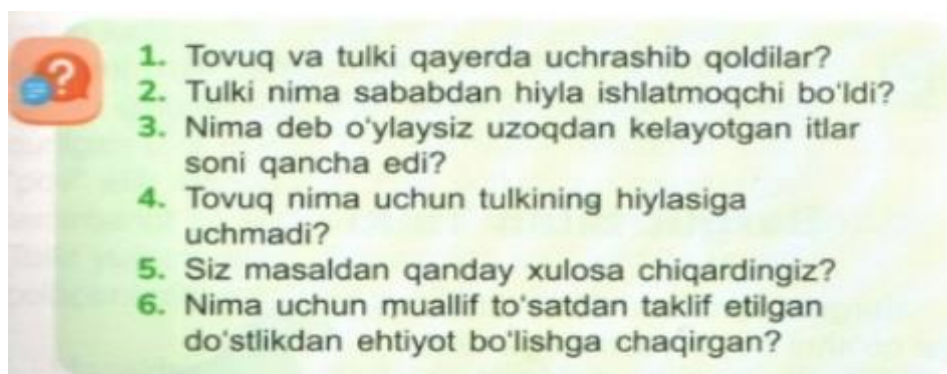 1. Tovuq va tulki qayerda uchrashib qoldilar?
2. Tulki nima sababdan hiyla ishlatmoqchi bo'ldi?
3. Nima deb o'ylaysiz uzoqdan kelayotgan itlar
soni qancha edi?
4. Tovuq nima uchun tulkining hiylasiga
uchmadi?
5. Siz masaldan qanday xulosa chiqardingiz?
6. Nima uchun muallif to'satdan taklif etilgan
do'stlikdan ehtiyot bo'lishga chaqirgan?